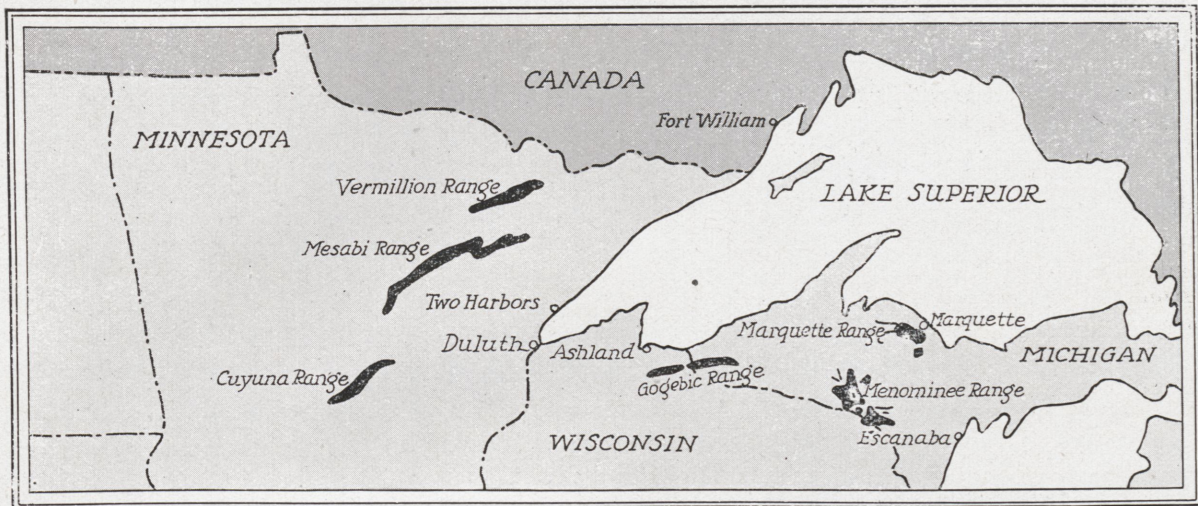 CANADA
Fort William
MINNESOTA
Vermillion Range
LAKE SUPERIOR
Mesabi Range
Two Harbors
Marquette Range
Marquette
Duluth
Ashland
MICHIGAN
Cuyuna Range
Gogebic Range
Menominee Range
WISCONSIN
Escanaba